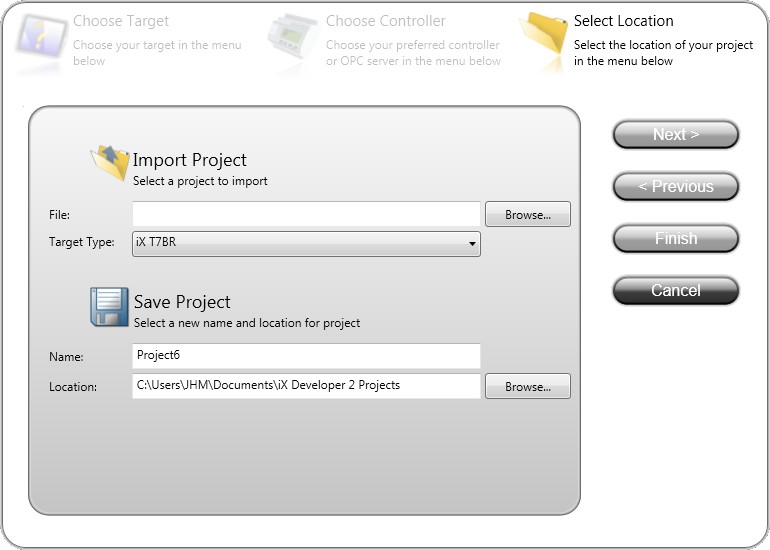 Choose Target
Choose your target in the menu
below
Choose Controller
Choose your preferred controller
or OPC server in the menu below
Select Location
Select the location of your project
in the menu below
Import Project
Select a project to import
File:
Browse...
Target Type:
iX T7BR
Save Project
Select a new name and location for project
Name:
Project6
Location:
C:\Users\JHM\Documents\iX Developer 2 Projects
Browse...
Next >
< Previous
Finish
Cancel